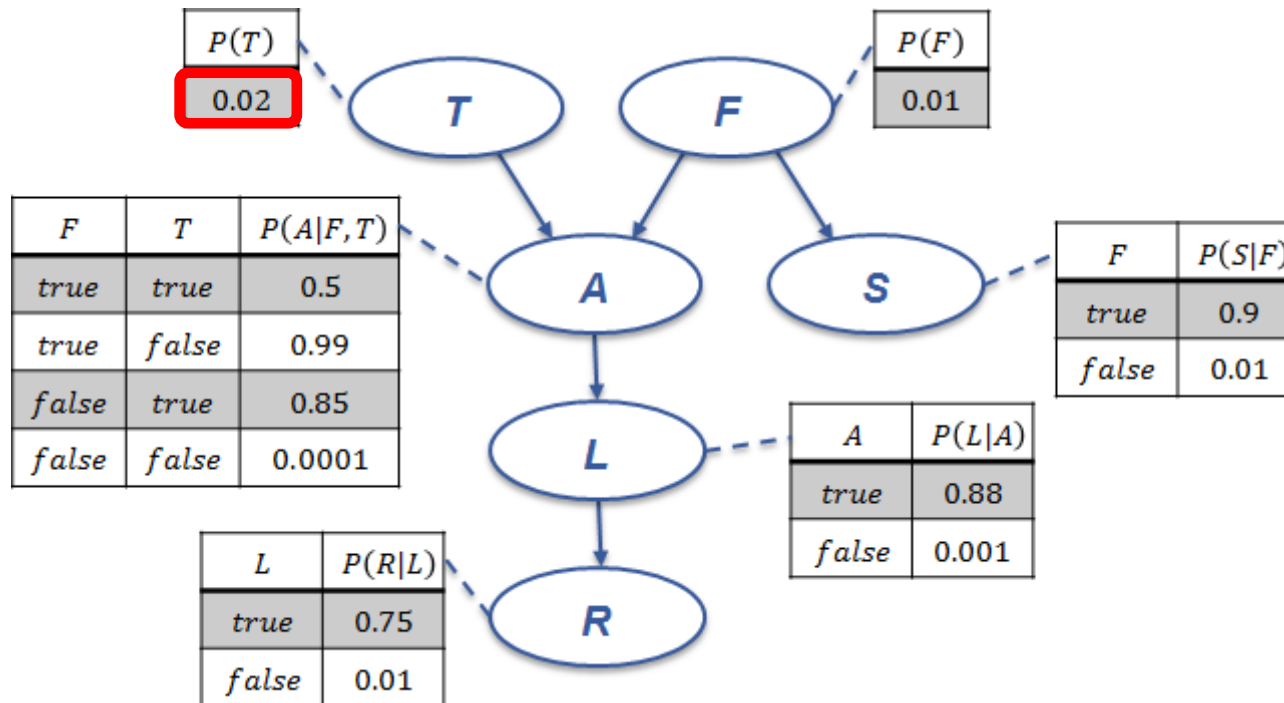 P(T)
0.02
T
F
P(F)
0.01
F T P(A|F,T)
true true 0.5
true false 0.99
false true 0.85
false false 0.0001
A
S
F P(S|F)
true 0.9
false 0.01
L
A P(L|A)
true 0.88
false 0.001
L P(R|L)
true 0.75
false 0.01
R